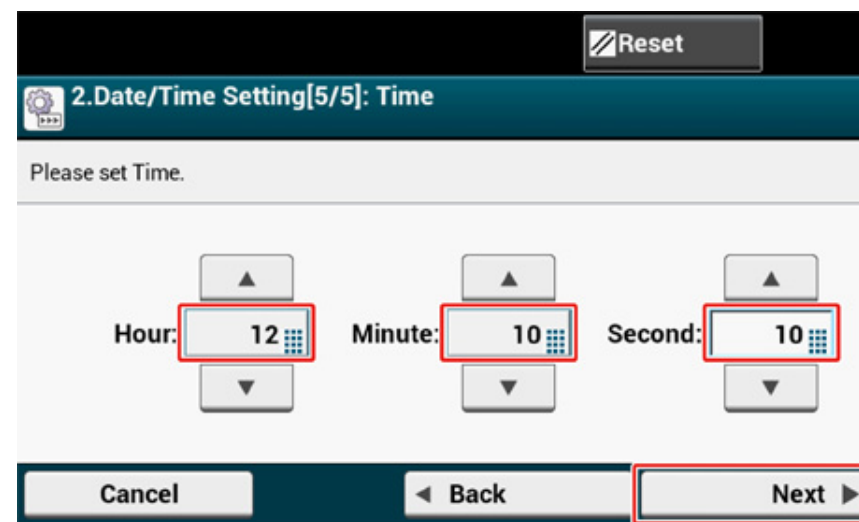 Reset
2.Date/Time Setting[5/5]: Time
Please set Time.
Hour: 12 Minute: 10 Second: 10
Cancel Back Next